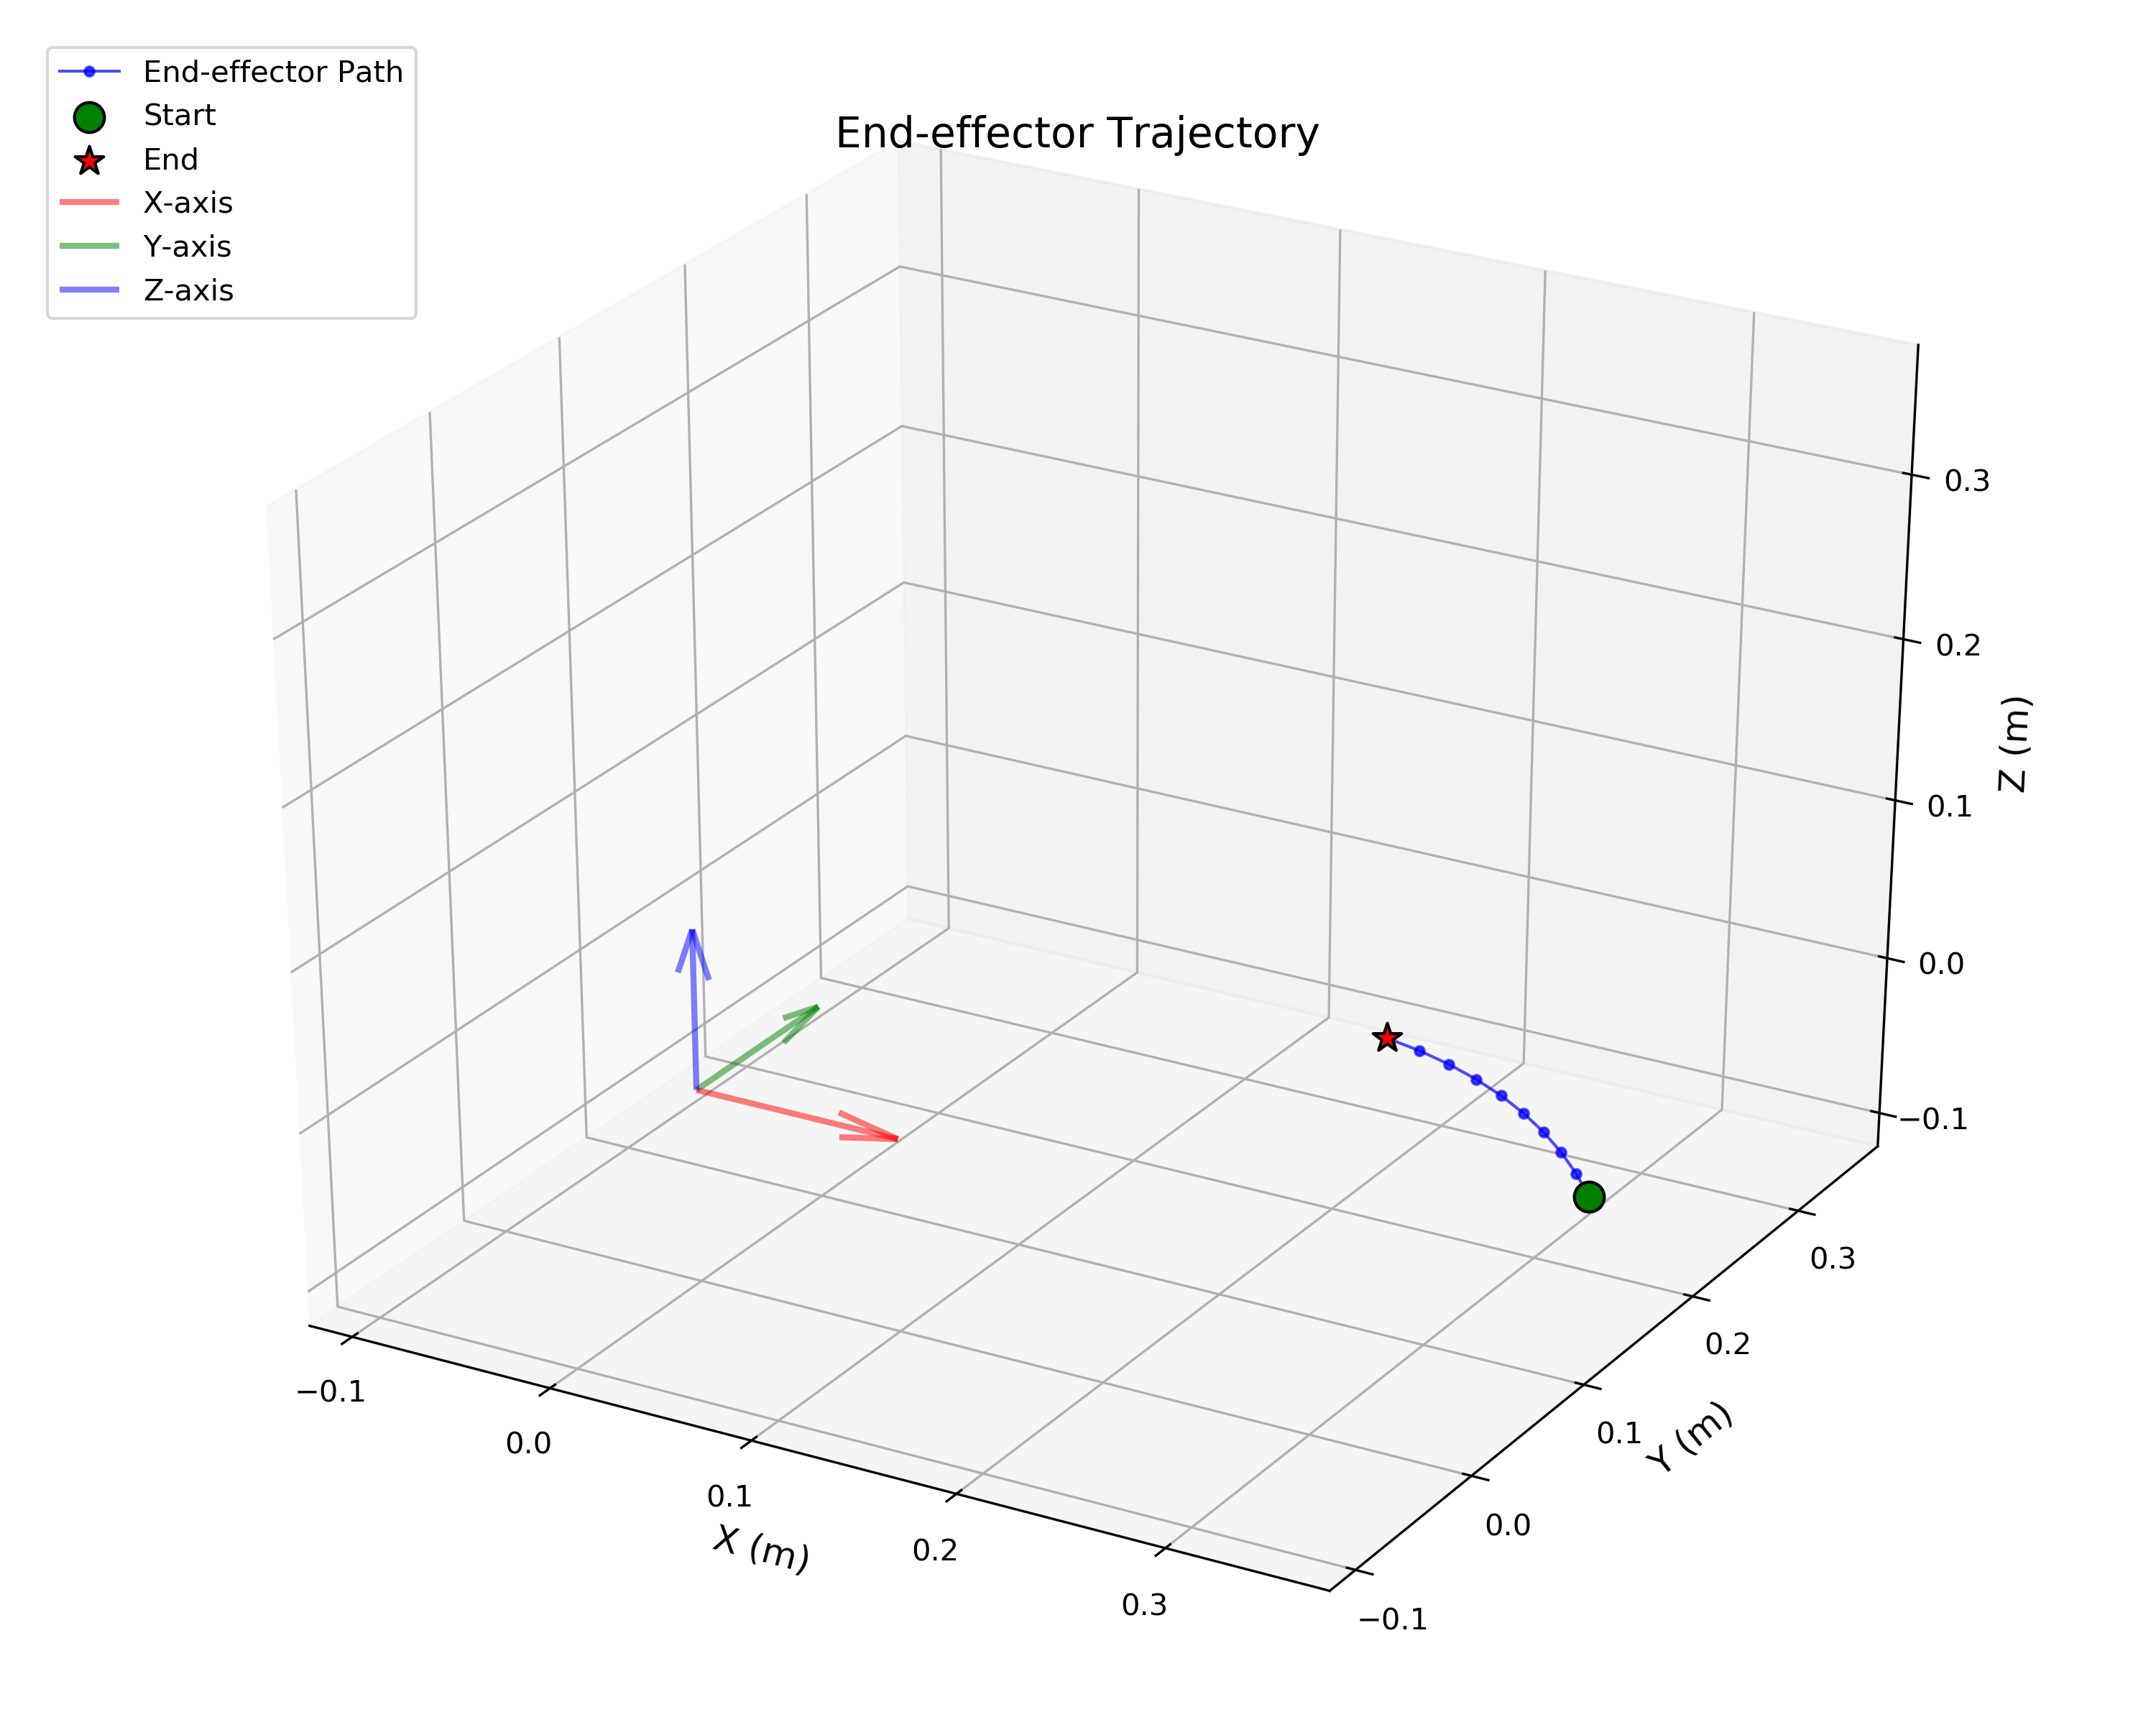 End-effector Path
Start
End
X-axis
Y-axis
Z-axis
End-effector Trajectory
0.3
0.2
0.1
0.0
−0.1
Z (m)
0.3
0.2
0.1
0.0
−0.1
Y (m)
−0.1
0.0
0.1
0.2
0.3
X (m)